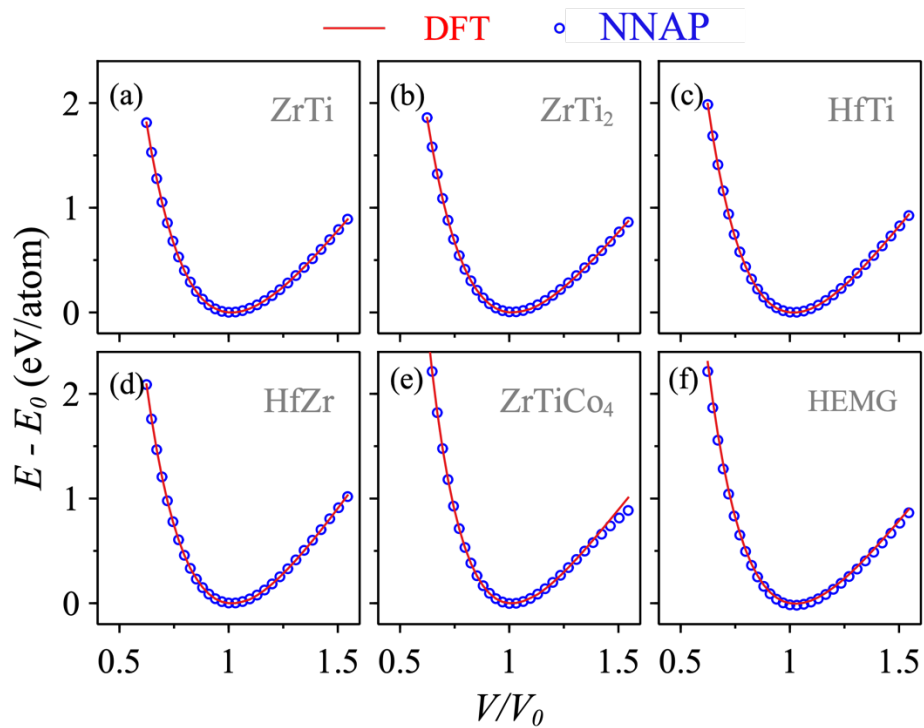 DFT NNAP
(a) ZrTi
(b) ZrTi₂
(c) HfTi
(d) HfZr
(e) ZrTiCo₄
(f) HEMG
2
1
0
2
1
0
E - E₀ (eV/atom)
0.5 1 1.5 0.5 1 1.5 0.5 1 1.5
V/V₀